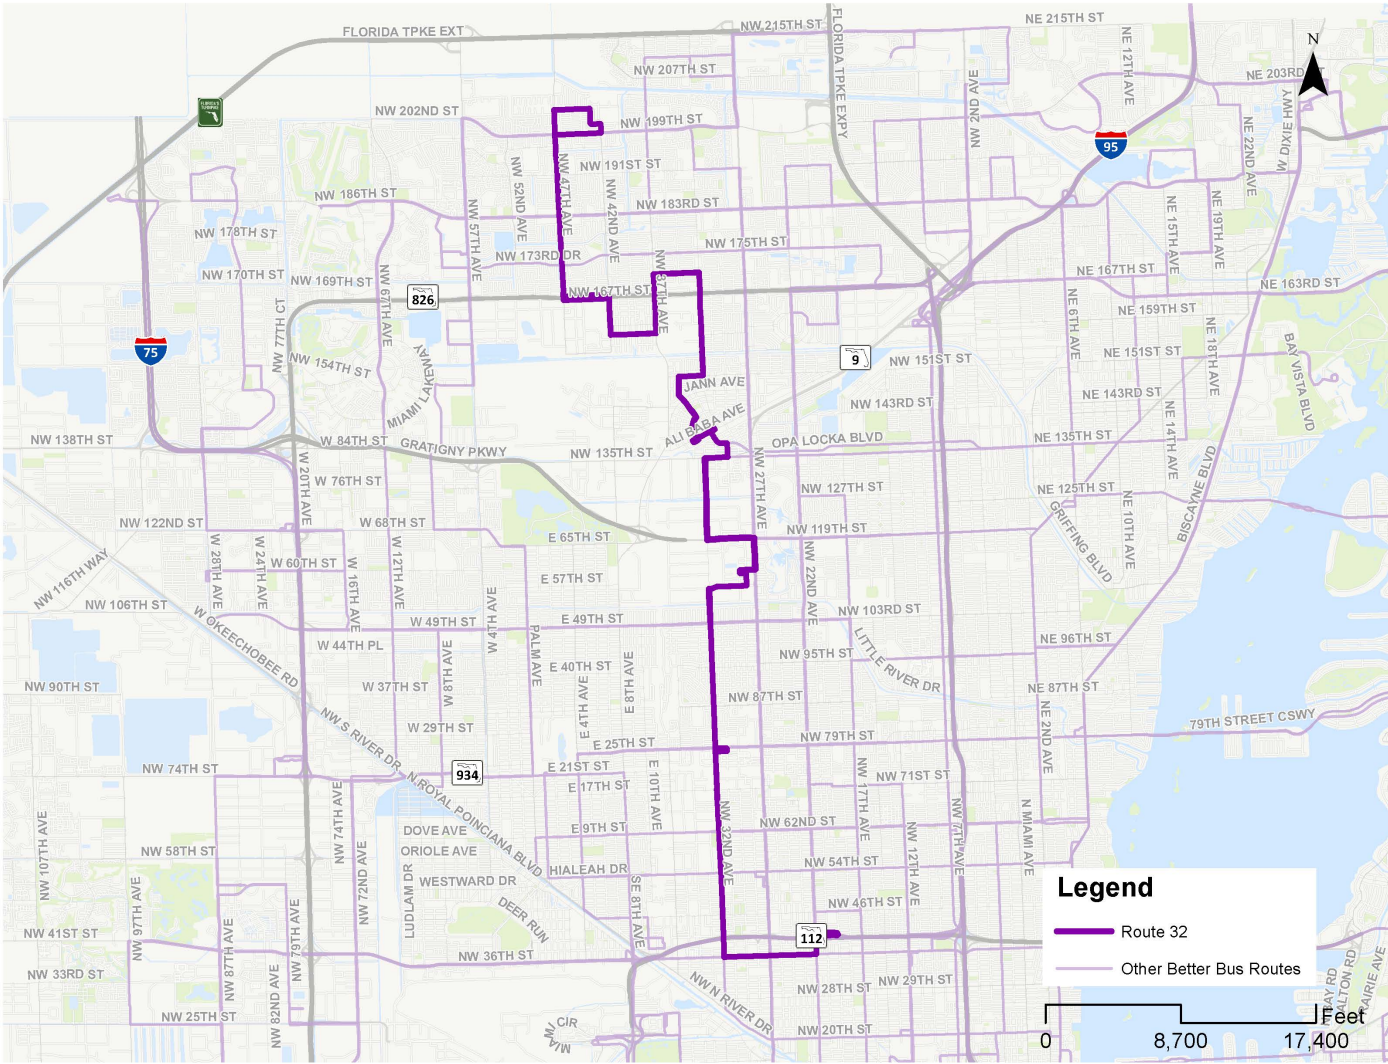 FLORIDA TPKE EXT
NW 215TH ST
NE 215TH ST
FLORIDA TPKE EXPY
NE 12TH AVE
N
NW 207TH ST
NW 2ND AVE
NE 203RD
W DIXIE HWY
FLORIDA'S TURNPIKE
NW 202ND ST
NW 199TH ST
95
NE 22ND AVE
NW 191ST ST
NW 52ND AVE
NW 47TH AVE
NW 42ND AVE
NW 186TH ST
NW 183RD ST
NE 15TH AVE
NE 19TH AVE
NW 57TH AVE
NW 178TH ST
NW 175TH ST
NW 173RD DR
NW 37TH AVE
NW 170TH ST
NW 169TH ST
NW 67TH AVE
NE 167TH ST
NE 163RD ST
NW 167TH ST
826
NW 77TH CT
NE 6TH AVE
NE 159TH ST
NE 18TH AVE
75
NW 154TH ST
MIAMI LAKEWAY
9
NW 151ST ST
NE 151ST ST
BAY VISTA BLVD
JANN AVE
NE 143RD ST
NW 143RD ST
NE 14TH AVE
ALI BABA AVE
NW 138TH ST
W 84TH ST
GRATIGNY PKWY
OPA LOCKA BLVD
NE 135TH ST
NW 135TH ST
W 20TH AVE
NW 27TH AVE
W 76TH ST
NW 127TH ST
NE 125TH ST
NE 10TH AVE
BISCAYNE BLVD
GRIFFING BLVD
NW 122ND ST
W 68TH ST
NW 119TH ST
E 65TH ST
W 28TH AVE
W 24TH AVE
W 60TH ST
W 16TH AVE
W 12TH AVE
NW 22ND AVE
NW 116TH WAY
E 57TH ST
W 4TH AVE
NW 106TH ST
NW 103RD ST
W OKEECHOBEE RD
W 49TH ST
E 49TH ST
LITTLE RIVER DR
NE 96TH ST
W 44TH PL
W 8TH AVE
PALM AVE
NW 95TH ST
E 40TH ST
E 8TH AVE
E 4TH AVE
NW 90TH ST
W 37TH ST
NW 87TH ST
NE 87TH ST
NW S RIVER DR
W 29TH ST
NE 2ND AVE
79TH STREET CSWY
NW 79TH ST
E 25TH ST
NW 74TH ST
934
E 21ST ST
NW 71ST ST
NW 17TH AVE
E 17TH ST
E 10TH AVE
N ROYAL POINCIANA BLVD
NW 74TH AVE
NW 32ND AVE
NW 7TH AVE
N MIAMI AVE
NW 107TH AVE
DOVE AVE
E 9TH ST
NW 62ND ST
NW 12TH AVE
NW 58TH ST
ORIOLE AVE
NW 72ND AVE
LUDLAM DR
HIALEAH DR
NW 54TH ST
WESTWARD DR
SE 8TH AVE
NW 97TH AVE
NW 79TH AVE
DEER RUN
NW 46TH ST
NW 41ST ST
NW 87TH AVE
112
NW 36TH ST
NW 33RD ST
NW 82ND AVE
NW N RIVER DR
NW 28TH ST
NW 29TH ST
NW 25TH ST
CIR
NW 20TH ST
Legend
Route 32
Other Better Bus Routes
BAY RD
ALTON RD
PRAIRIE AVE
Feet
0
8,700
17,400